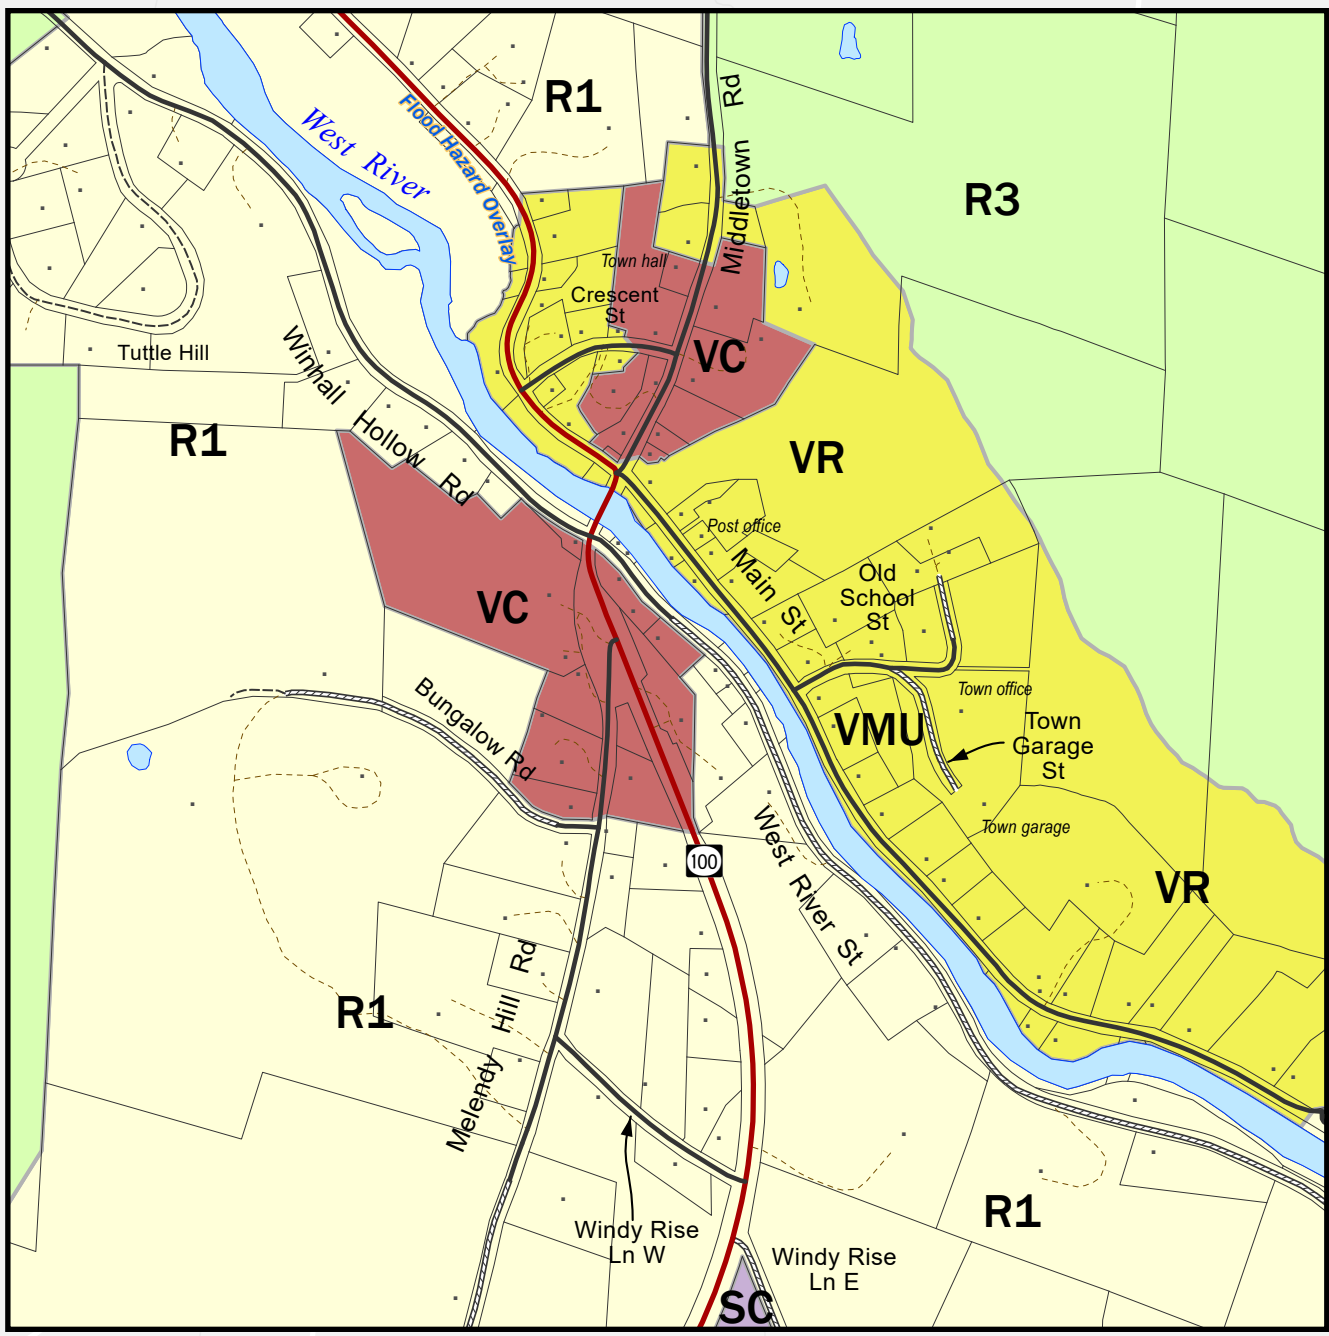 R1
Middletown Rd
West River
Flood Hazard Overlay
R3
Town hall
Crescent
St
Tuttle Hill
Winhall Hollow Rd
VC
R1
VR
Post office
Main St
Old
School
St
VC
Bungalow Rd
Town office
VMU
Town
Garage
St
Town garage
West River St
100
VR
Melendy Hill Rd
R1
R1
Windy Rise
Ln W
Windy Rise
Ln E
SC